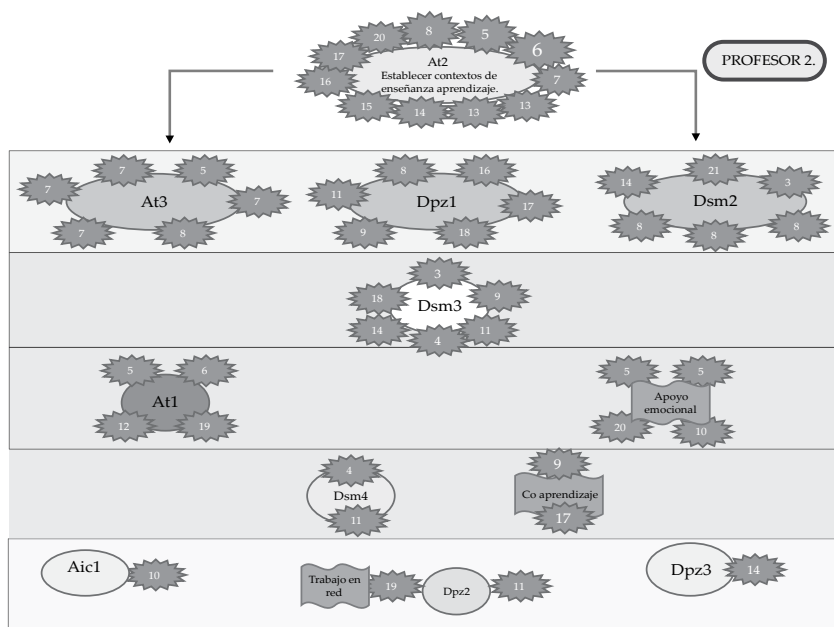 8
20
5
6
17
At2
Establecer contextos de
enseñanza aprendizaje.
7
16
15
14
13
13
PROFESOR 2.
7
5
7
At3
7
7
8
8
16
11
Dpz1
17
9
18
21
14
3
Dsm2
8
8
8
3
18
Dsm3
9
14
11
4
5
6
At1
12
19
5
5
Apoyo
emocional
20
10
4
Dsm4
11
9
Co aprendizaje
17
Aic1
10
Trabajo en
red
19
Dpz2
11
Dpz3
14